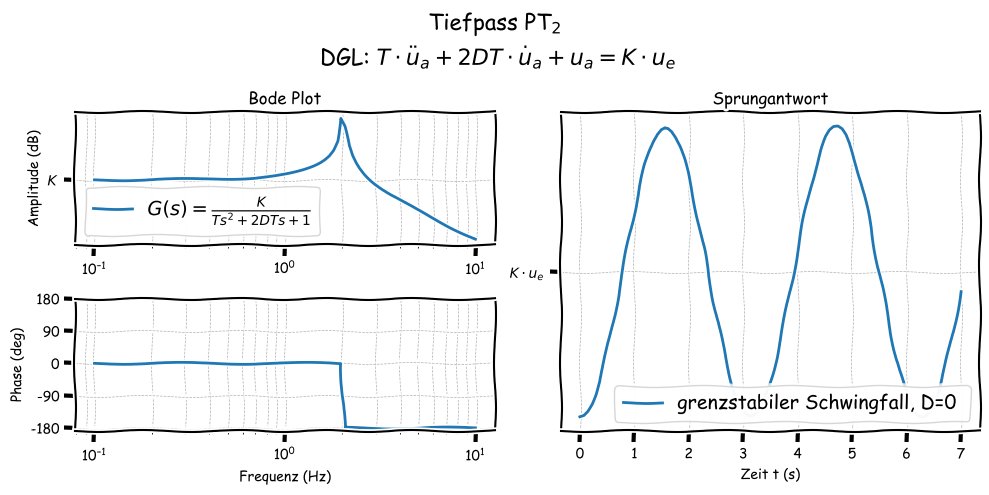 Tiefpass PT₂
DGL: T · üₐ + 2DT · u̇ₐ + uₐ = K · uₑ
Bode Plot
Amplitude (dB)
K
G(s) = K / (Ts² + 2DTs + 1)
10⁻¹ 10⁰ 10¹
Phase (deg)
180
90
0
-90
-180
10⁻¹ 10⁰ 10¹
Frequenz (Hz)
Sprungantwort
K · uₑ
grenzstabiler Schwingfall, D=0
0 1 2 3 4 5 6 7
Zeit t (s)